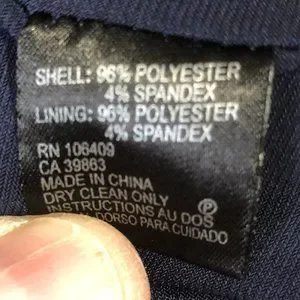 SHELL: 96% POLYESTER
4% SPANDEX
LINING: 96% POLYESTER
4% SPANDEX
RN 106409
CA 39863
MADE IN CHINA
DRY CLEAN ONLY
P
INSTRUCTIONS AU DOS
DORSO PARA CUIDADO